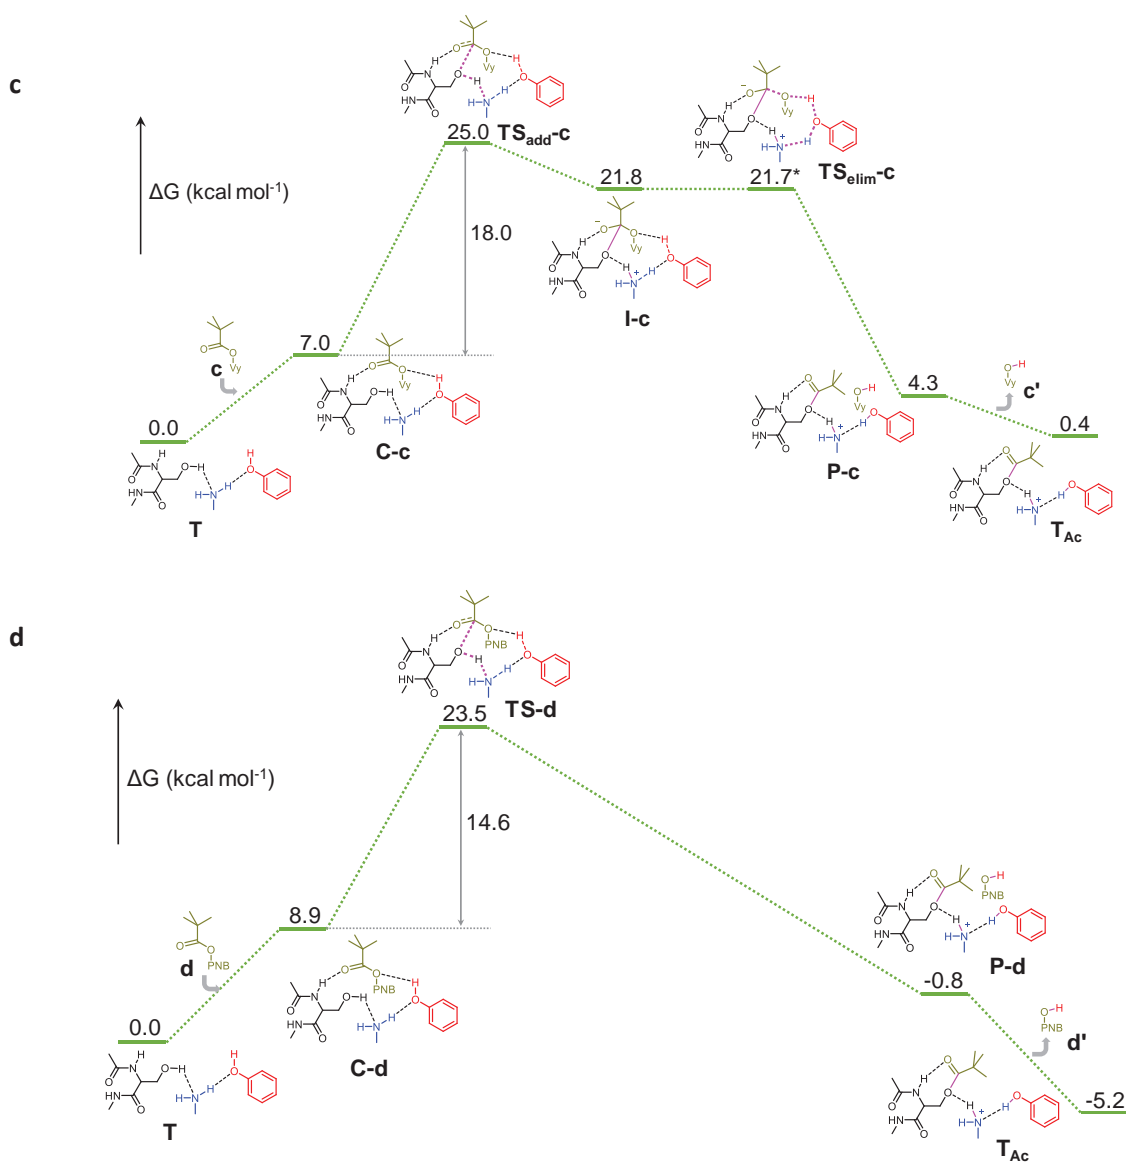 c
ΔG (kcal mol-1)
TSadd-c
25.0
18.0
21.8
I-c
TSelim-c
21.7*
7.0
c
Vy
C-c
0.0
T
4.3
P-c
c'
0.4
TAc
d
ΔG (kcal mol-1)
TS-d
23.5
14.6
8.9
d
PNB
C-d
0.0
T
-0.8
P-d
d'
PNB
-5.2
TAc